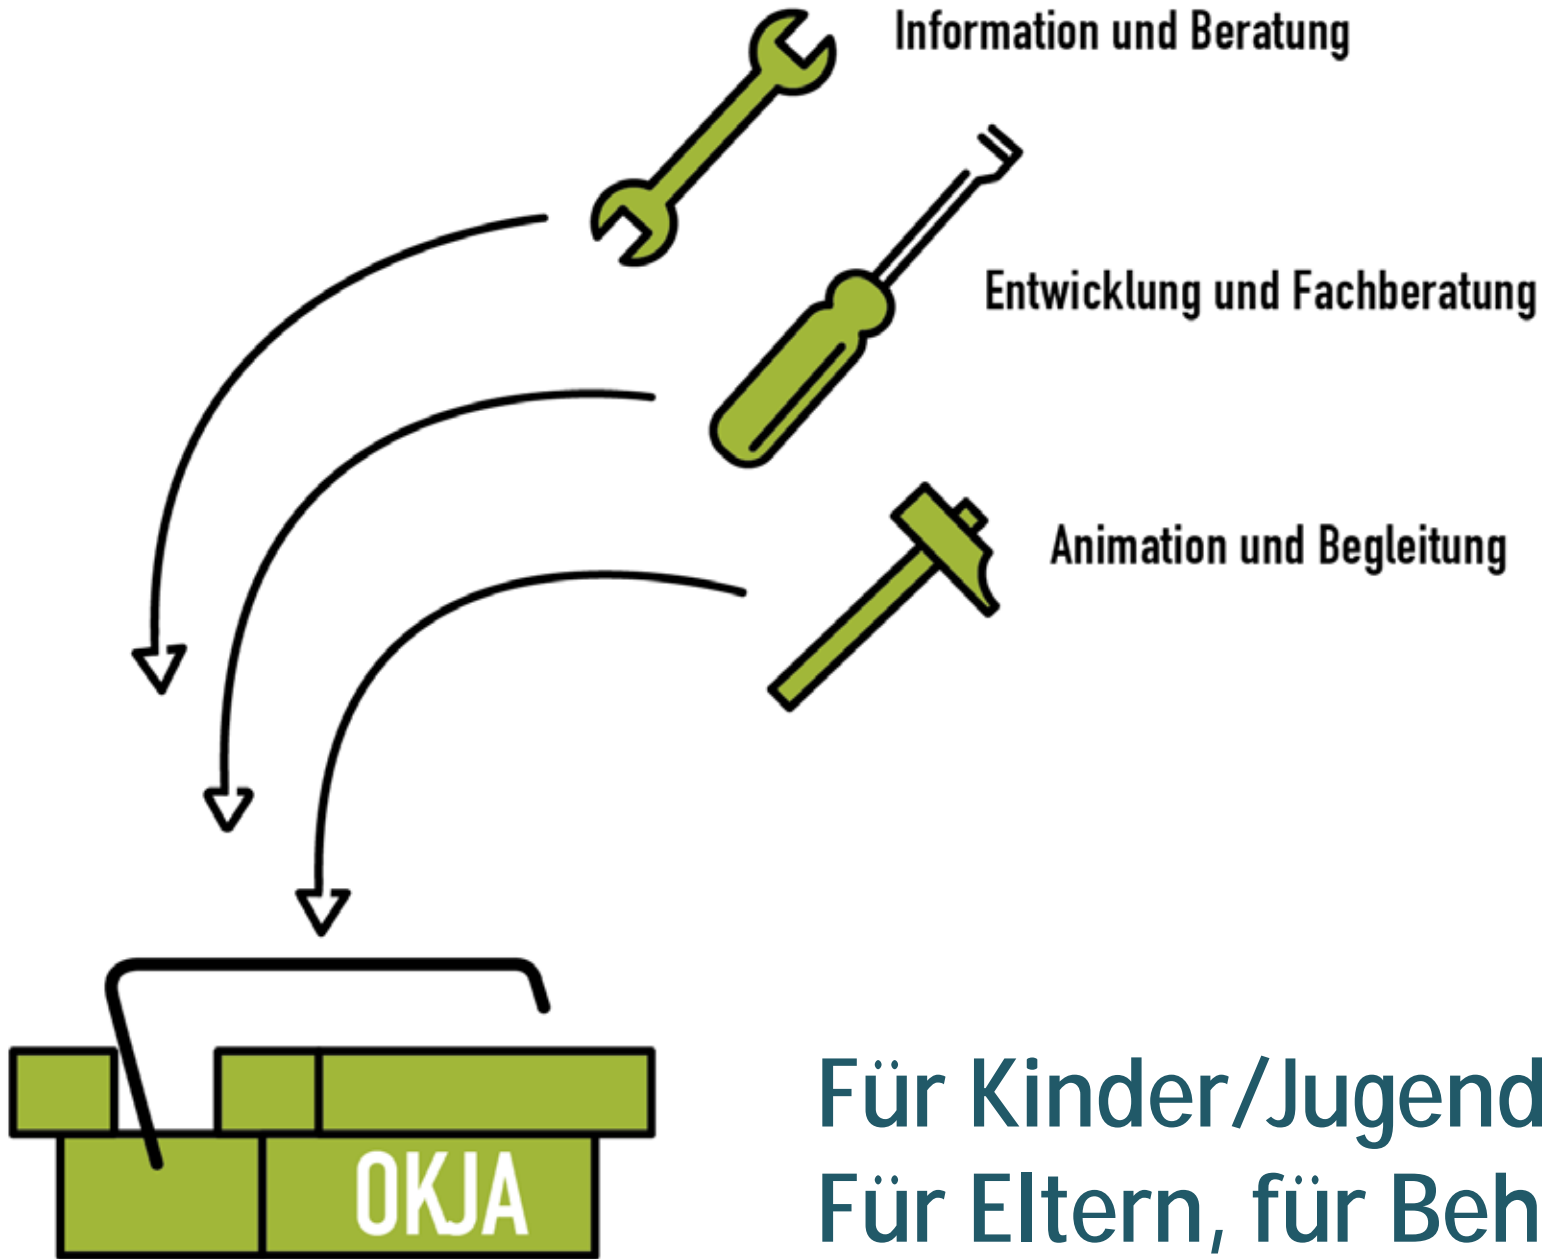 Information und Beratung
Entwicklung und Fachberatung
Animation und Begleitung
OKJA
Für Kinder/Jugend
Für Eltern, für Beh